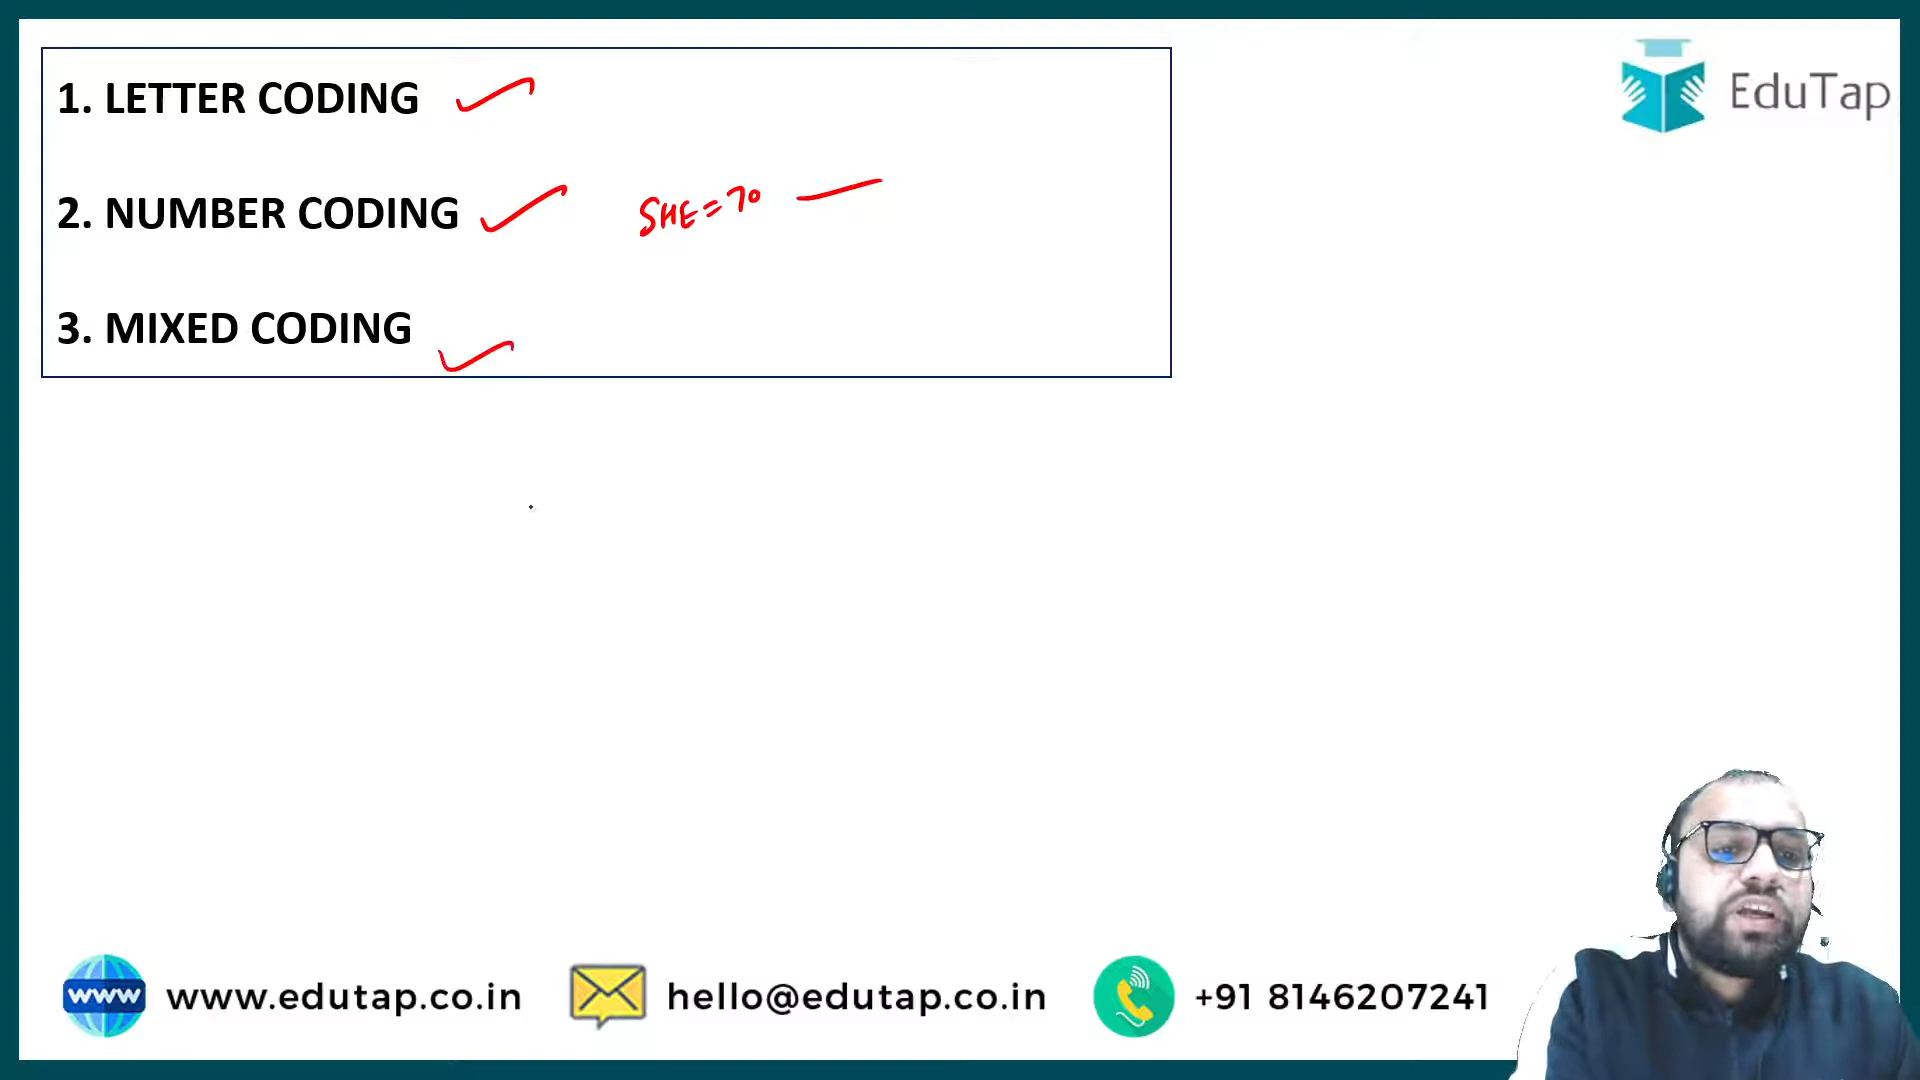 1. LETTER CODING
EduTap
2. NUMBER CODING
SHE = 70
3. MIXED CODING
www
www.edutap.co.in
hello@edutap.co.in
+91 8146207241